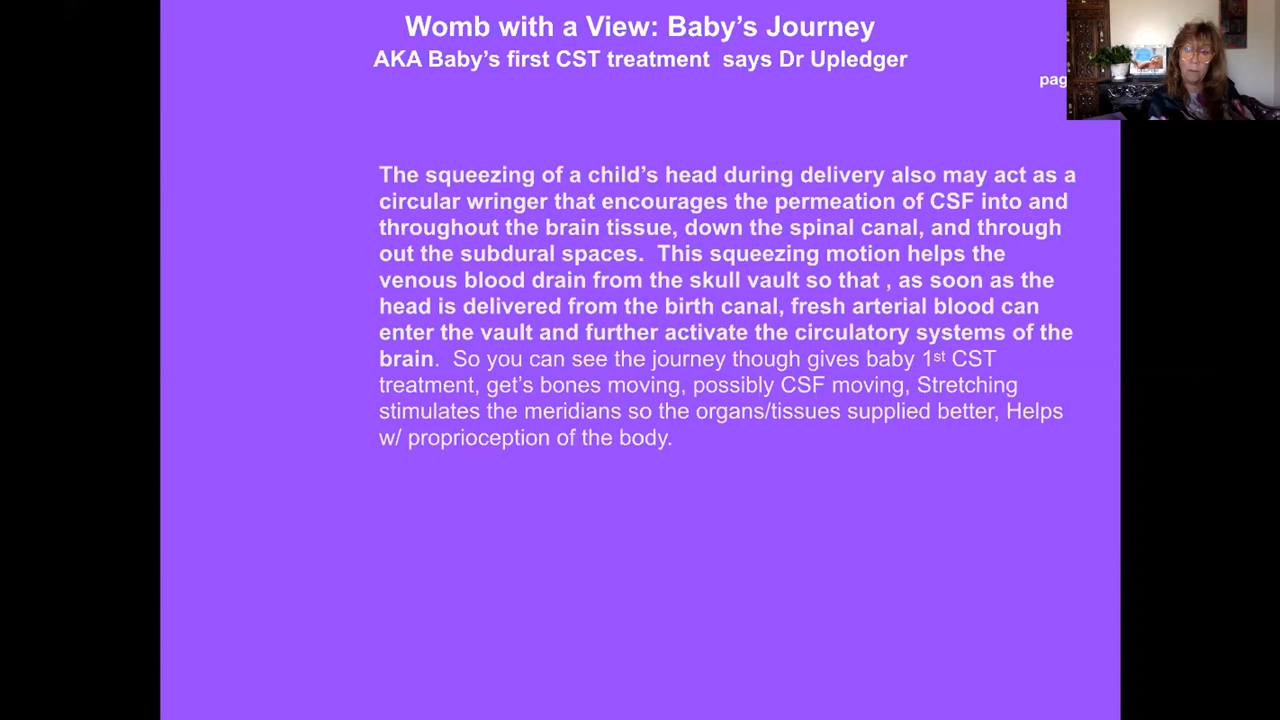 Womb with a View: Baby's Journey
AKA Baby's first CST treatment  says Dr Upledger
The squeezing of a child's head during delivery also may act as a
circular wringer that encourages the permeation of CSF into and
throughout the brain tissue, down the spinal canal, and through
out the subdural spaces.  This squeezing motion helps the
venous blood drain from the skull vault so that , as soon as the
head is delivered from the birth canal, fresh arterial blood can
enter the vault and further activate the circulatory systems of the
brain.  So you can see the journey though gives baby 1st CST
treatment, get's bones moving, possibly CSF moving, Stretching
stimulates the meridians so the organs/tissues supplied better, Helps
w/ proprioception of the body.